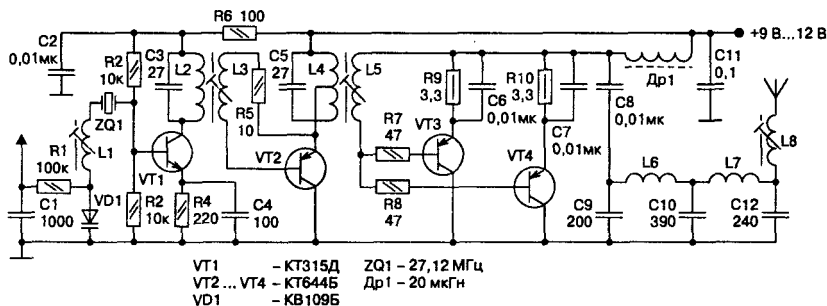 R6 100
+9 В...12 В
C2
0,01мк
R2
10к
C3
27
L2
L3
C5
27
L4
L5
R9
3,3
C6
0,01мк
R10
3,3
C7
0,01мк
C8
0,01мк
Др1
C11
0,1
ZQ1
R5
10
R7
47
VT3
R1
100к
L1
VT1
VT2
VT4
L6
L7
L8
C1
1000
VD1
R2
10к
R4
220
C4
100
R8
47
C9
200
C10
390
C12
240
VT1 – КТ315Д ZQ1 – 27,12 МГц
VT2 ... VT4 – КТ644Б Др1 – 20 мкГн
VD1 – КВ109Б